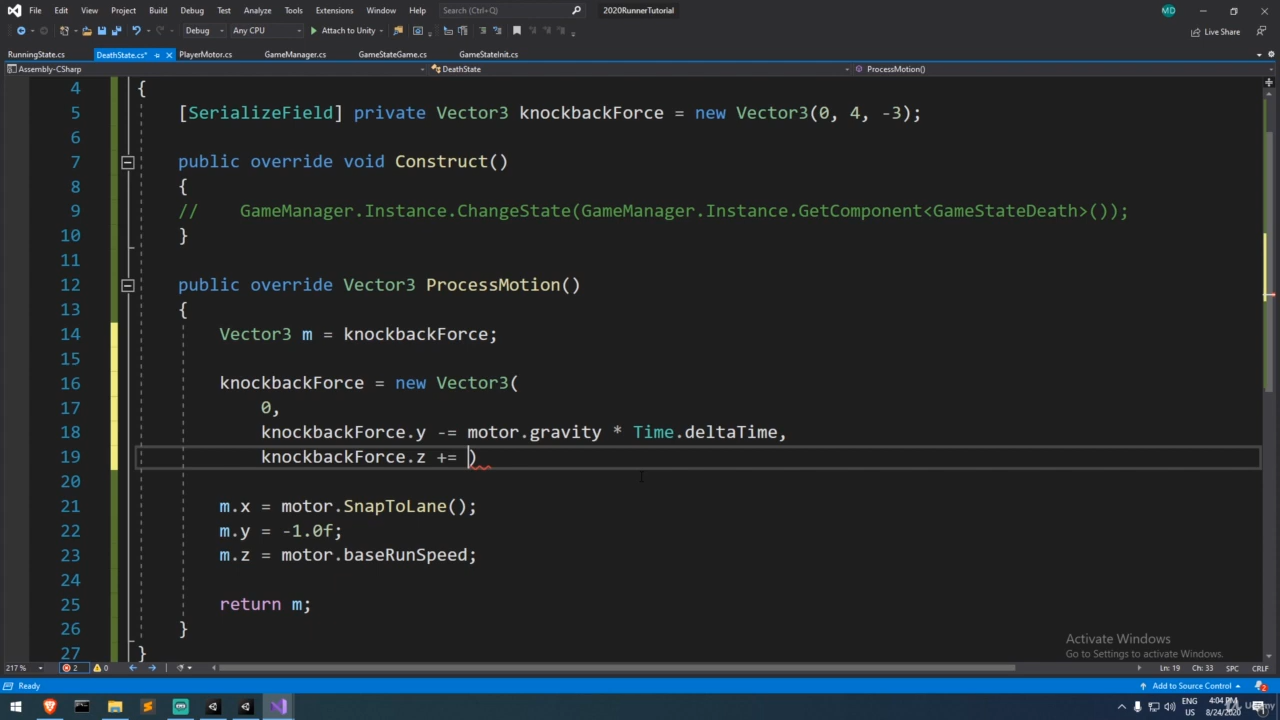 File Edit View Git Project Build Debug Test Analyze Tools Extensions Window Help Search (Ctrl+Q) 2020RunnerTutorial MD
Debug Any CPU Attach to Unity Live Share
RunningState.cs DeathState.cs* PlayerMotor.cs GameManager.cs GameStateGame.cs GameStateInit.cs
Assembly-CSharp DeathState ProcessMotion()
4 {
5 [SerializeField] private Vector3 knockbackForce = new Vector3(0, 4, -3);
6
7 public override void Construct()
8 {
9 // GameManager.Instance.ChangeState(GameManager.Instance.GetComponent<GameStateDeath>());
10 }
11
12 public override Vector3 ProcessMotion()
13 {
14 Vector3 m = knockbackForce;
15
16 knockbackForce = new Vector3(
17 0,
18 knockbackForce.y -= motor.gravity * Time.deltaTime,
19 knockbackForce.z += )
20
21 m.x = motor.SnapToLane();
22 m.y = -1.0f;
23 m.z = motor.baseRunSpeed;
24
25 return m;
26 }
27 }
Activate Windows
Go to Settings to activate Windows.
217 % 2 0 Ln: 19 Ch: 33 SPC CRLF
Ready Add to Source Control 2
ENG 4:04 PM
US 8/24/2020
Udemy